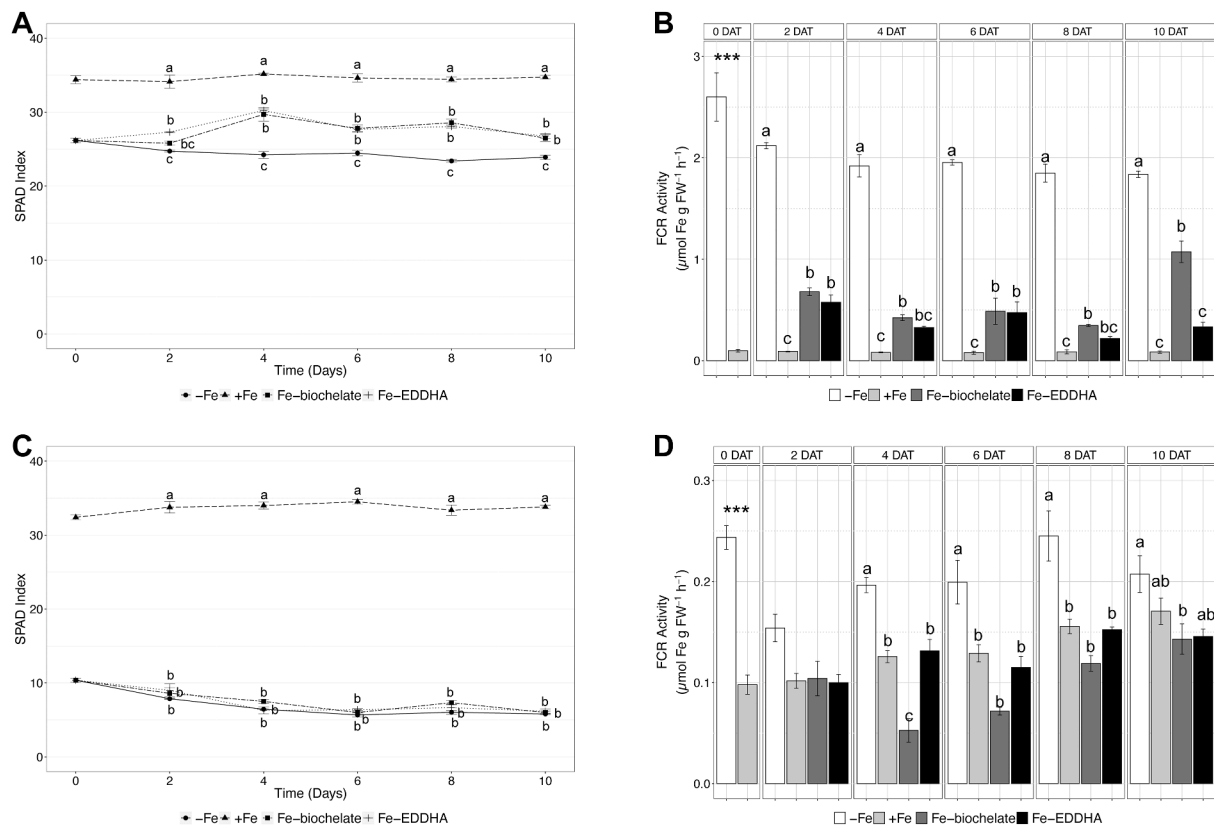 A
40
30
20
10
0
SPAD Index
a a a a a
b b b b b
bc b b b b
c c c c c
0 2 4 6 8 10
Time (Days)
−Fe +Fe Fe−biochelate Fe−EDDHA
B
0 DAT 2 DAT 4 DAT 6 DAT 8 DAT 10 DAT
3
2
1
0
FCR Activity
(µmol Fe g FW⁻¹ h⁻¹)
***
a c b b
a c b bc
a c b b
a c b bc
a c b c
−Fe +Fe Fe−biochelate Fe−EDDHA
C
40
30
20
10
0
SPAD Index
a a a a a
b b b b b
b b b b b
b b b b b
0 2 4 6 8 10
Time (Days)
−Fe +Fe Fe−biochelate Fe−EDDHA
D
0 DAT 2 DAT 4 DAT 6 DAT 8 DAT 10 DAT
0.3
0.2
0.1
0.0
FCR Activity
(µmol Fe g FW⁻¹ h⁻¹)
***
a b c b
a b b b
a b b b
a ab b ab
−Fe +Fe Fe−biochelate Fe−EDDHA